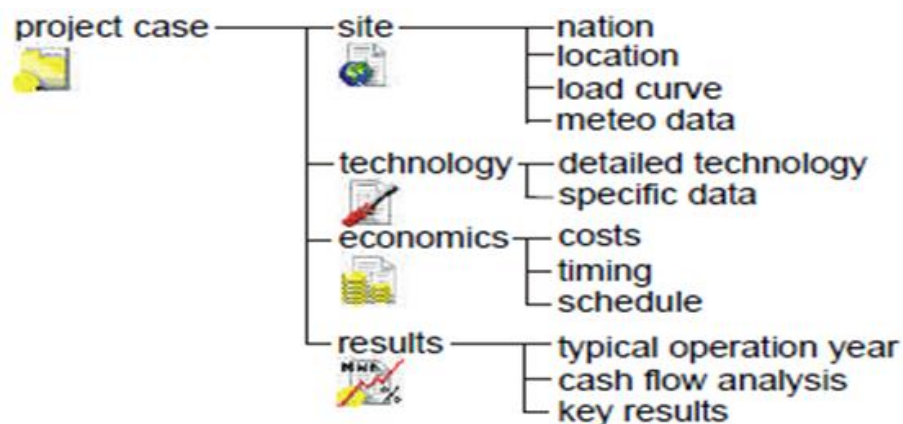 project case
site
nation
location
load curve
meteo data
technology
detailed technology
specific data
economics
costs
timing
schedule
results
typical operation year
cash flow analysis
key results